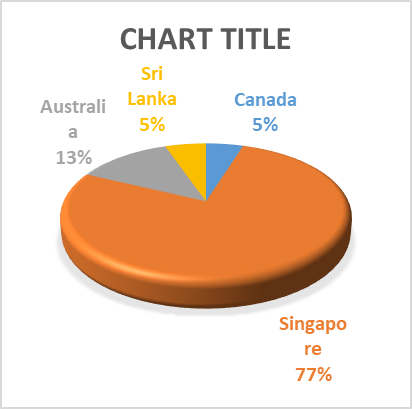 CHART TITLE
Sri
Lanka
5%
Canada
5%
Australi
a
13%
Singapo
re
77%